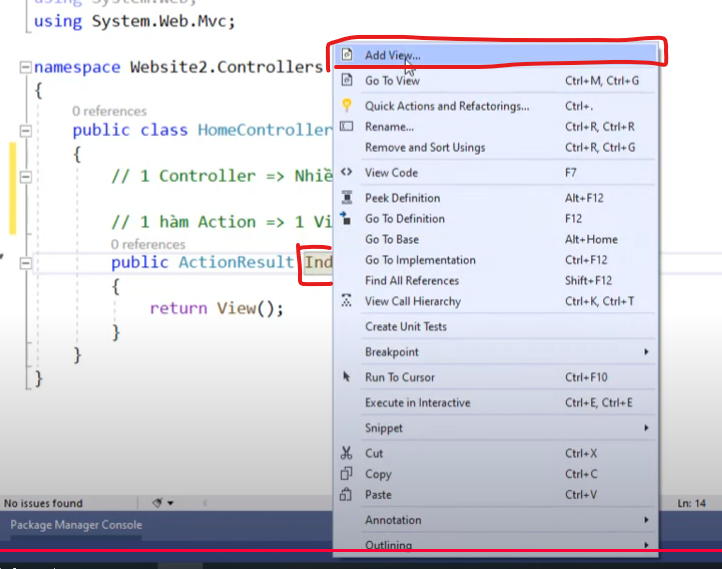 using System.Web;
using System.Web.Mvc;
namespace Website2.Controllers
{
0 references
public class HomeController
{
// 1 Controller => Nhiề
// 1 hàm Action => 1 Vi
0 references
public ActionResult Ind
{
return View();
}
}
}
Add View...
Go To View Ctrl+M, Ctrl+G
Quick Actions and Refactorings... Ctrl+.
Rename... Ctrl+R, Ctrl+R
Remove and Sort Usings Ctrl+R, Ctrl+G
View Code F7
Peek Definition Alt+F12
Go To Definition F12
Go To Base Alt+Home
Go To Implementation Ctrl+F12
Find All References Shift+F12
View Call Hierarchy Ctrl+K, Ctrl+T
Create Unit Tests
Breakpoint
Run To Cursor Ctrl+F10
Execute in Interactive Ctrl+E, Ctrl+E
Snippet
Cut Ctrl+X
Copy Ctrl+C
Paste Ctrl+V
Annotation
Outlining
No issues found
Ln: 14
Package Manager Console